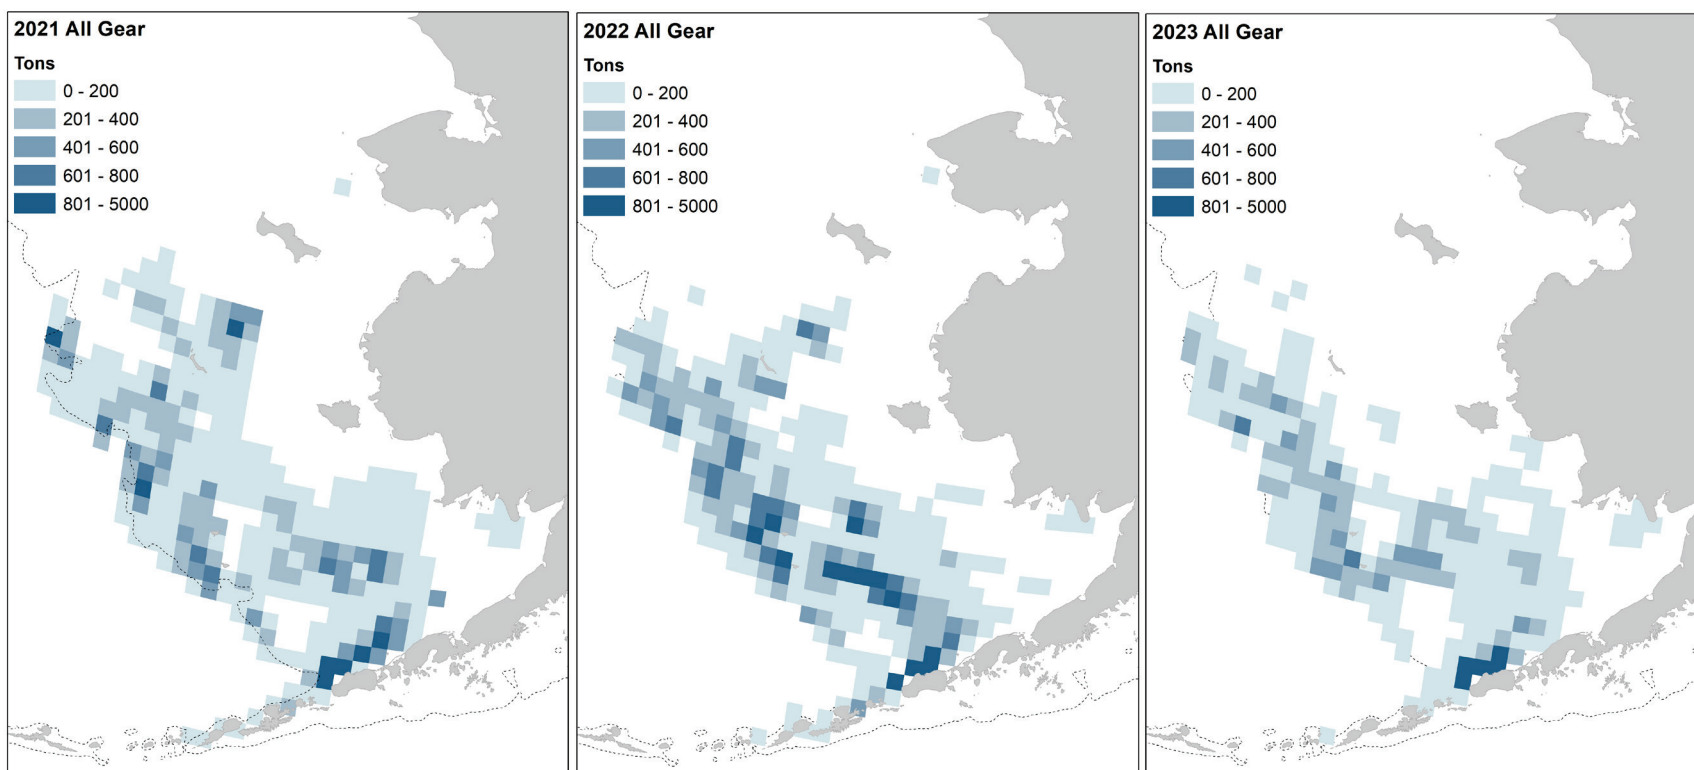 2021 All Gear
Tons
0 - 200
201 - 400
401 - 600
601 - 800
801 - 5000
2022 All Gear
Tons
0 - 200
201 - 400
401 - 600
601 - 800
801 - 5000
2023 All Gear
Tons
0 - 200
201 - 400
401 - 600
601 - 800
801 - 5000